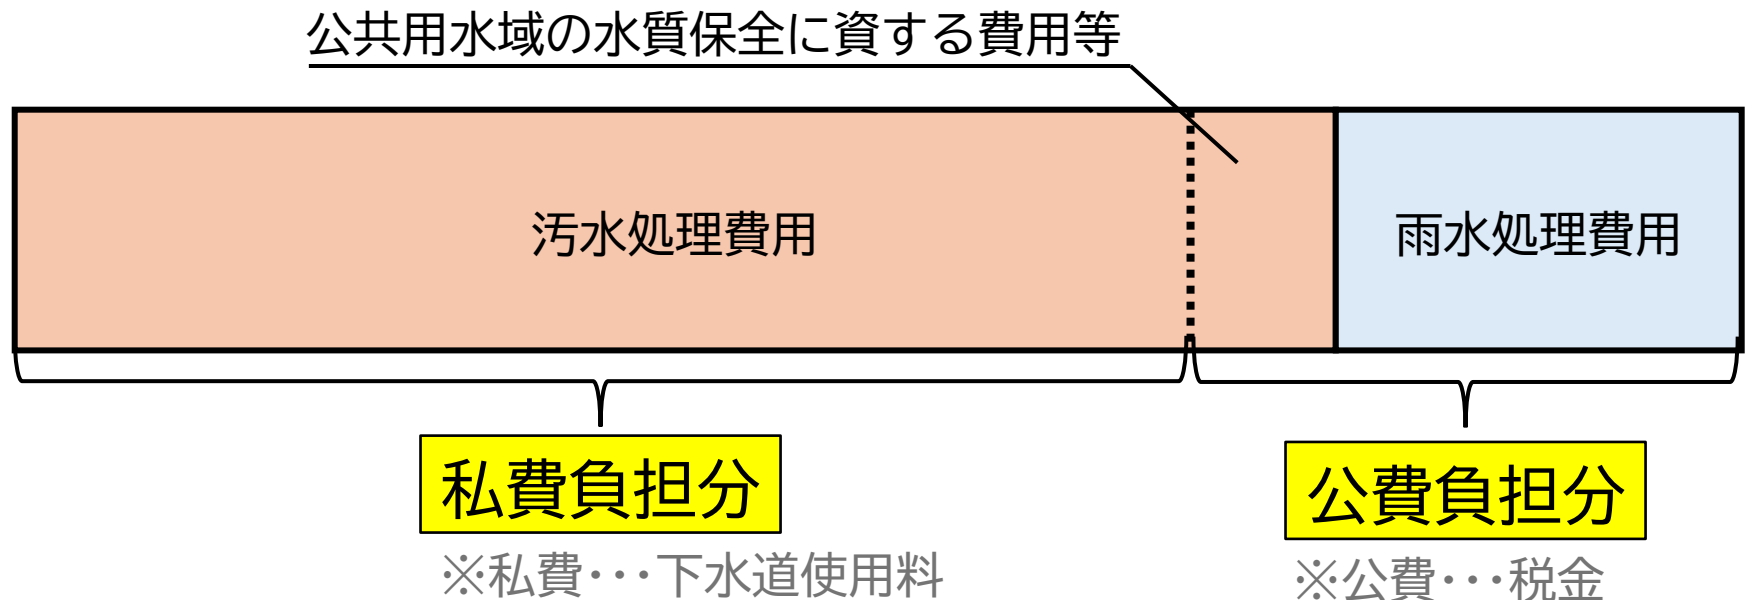 公共用水域の水質保全に資する費用等
汚水処理費用
雨水処理費用
私費負担分
公費負担分
※私費･･･下水道使用料
※公費･･･税金